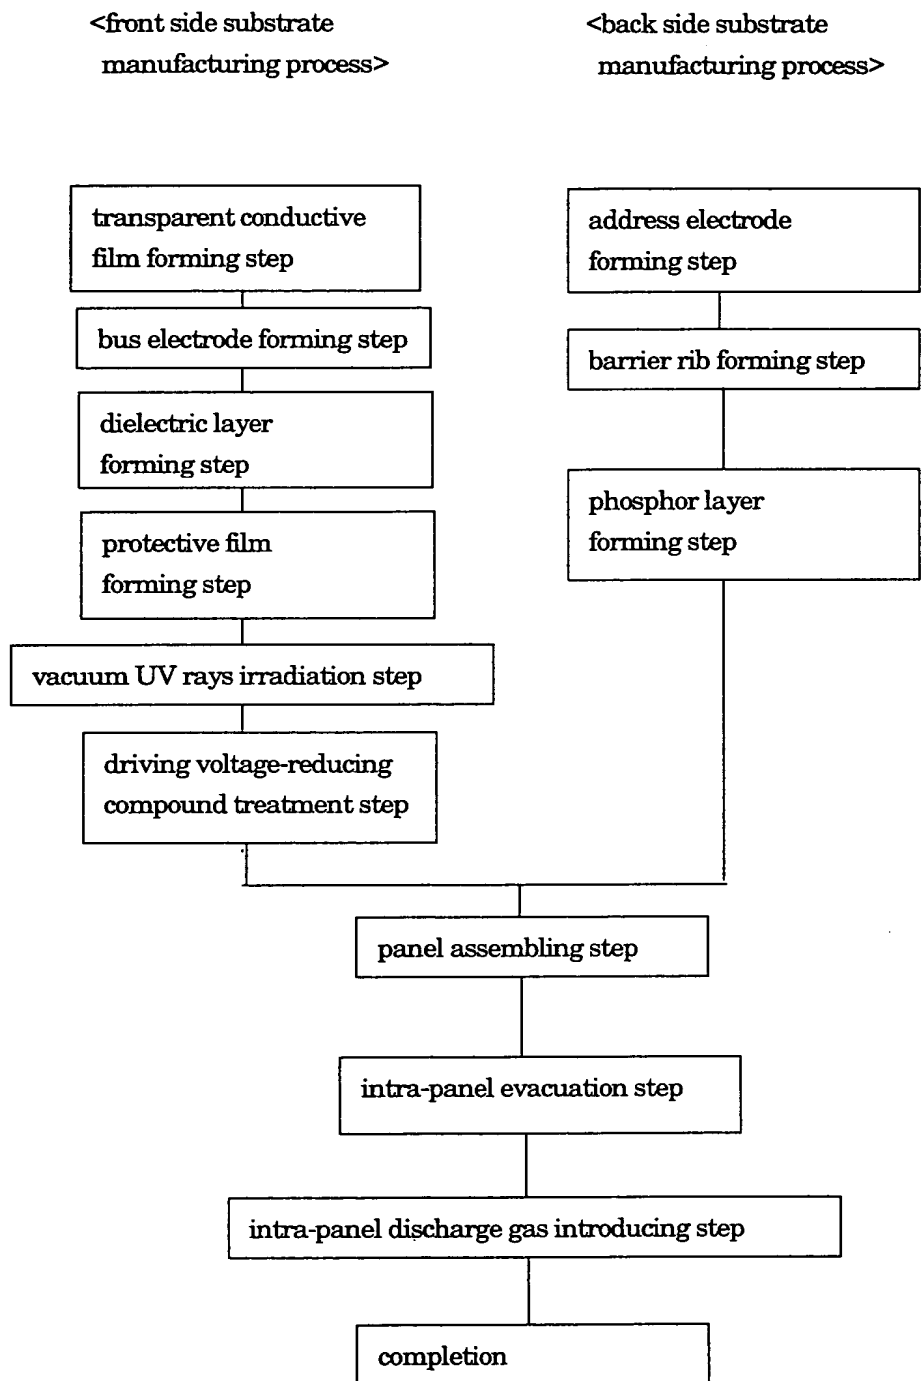 <front side substrate
manufacturing process>
<back side substrate
manufacturing process>
transparent conductive
film forming step
bus electrode forming step
dielectric layer
forming step
protective film
forming step
vacuum UV rays irradiation step
driving voltage-reducing
compound treatment step
address electrode
forming step
barrier rib forming step
phosphor layer
forming step
panel assembling step
intra-panel evacuation step
intra-panel discharge gas introducing step
completion